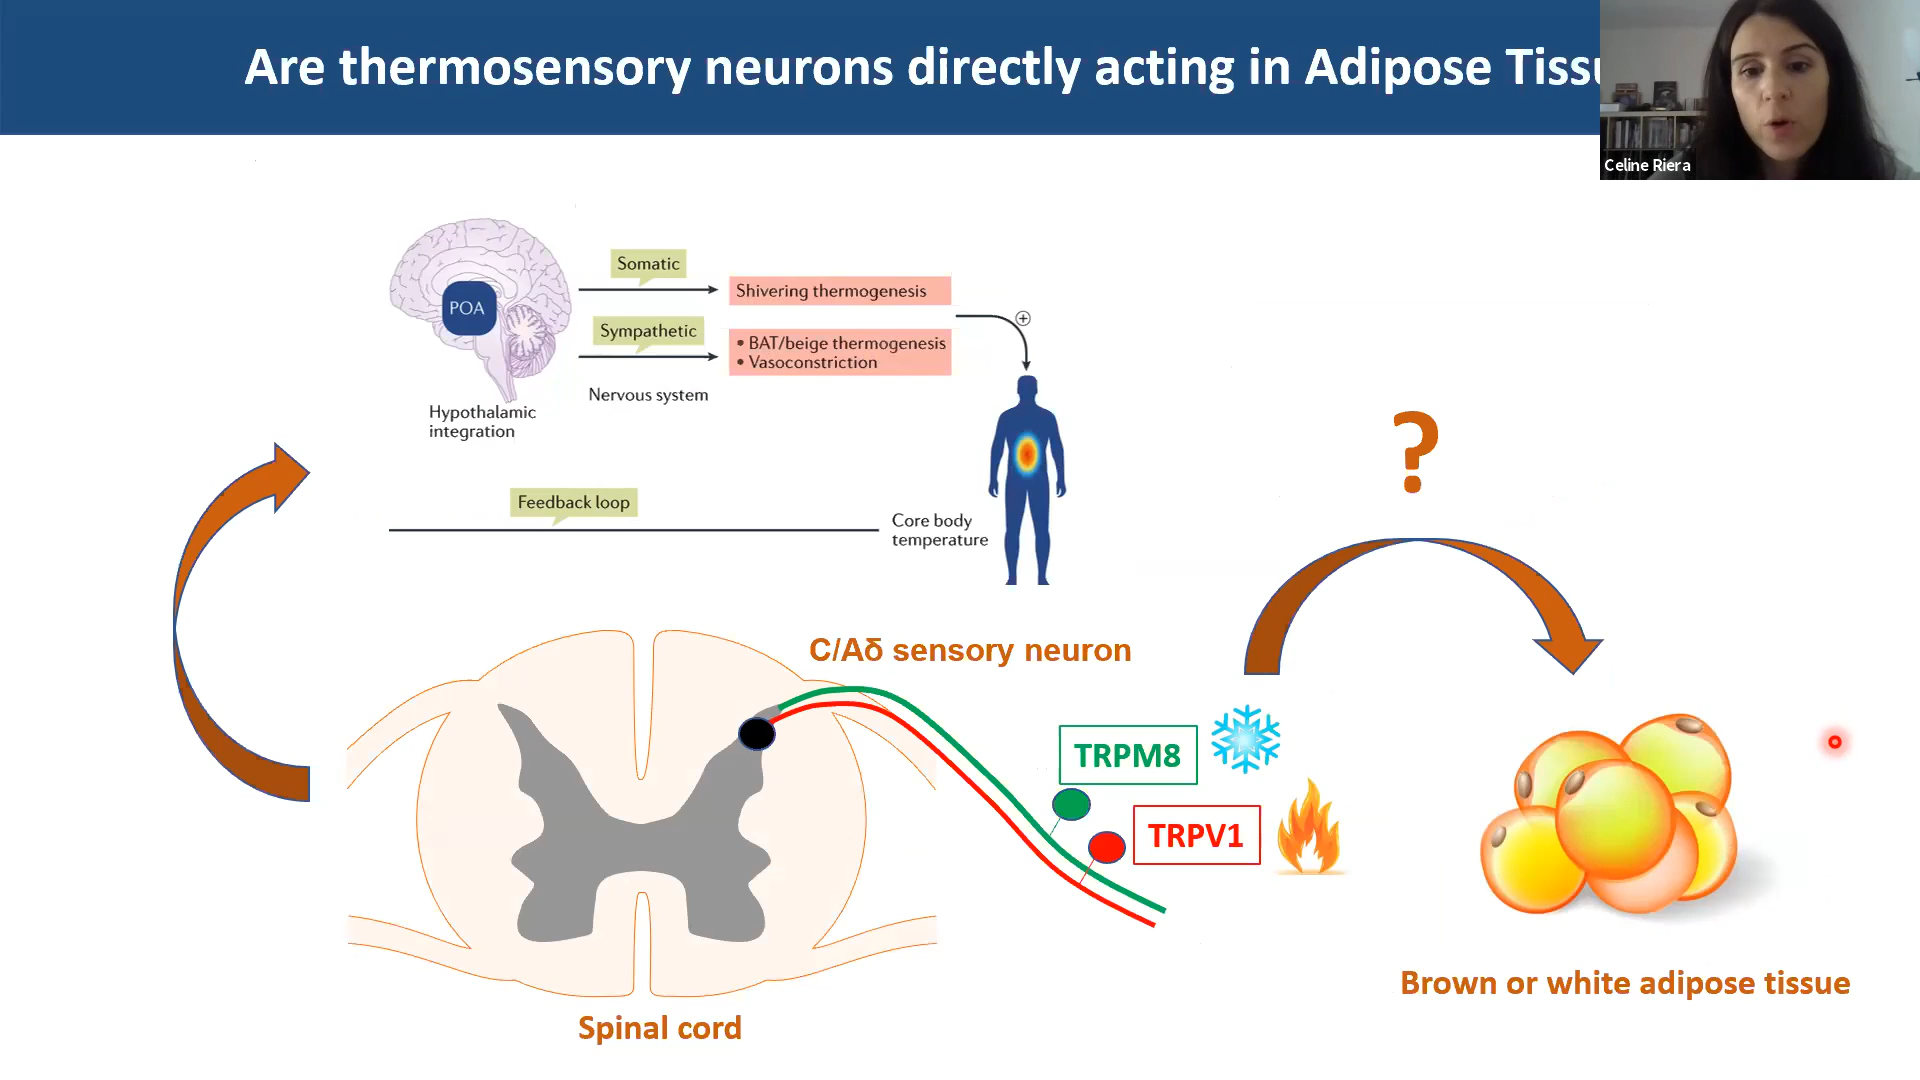 Are thermosensory neurons directly acting in Adipose
Celine Riera
POA
Somatic
Sympathetic
Nervous system
Shivering thermogenesis
• BAT/beige thermogenesis
• Vasoconstriction
+
Hypothalamic
integration
Feedback loop
Core body
temperature
?
C/Aδ sensory neuron
TRPM8
TRPV1
Spinal cord
Brown or white adipose tissue